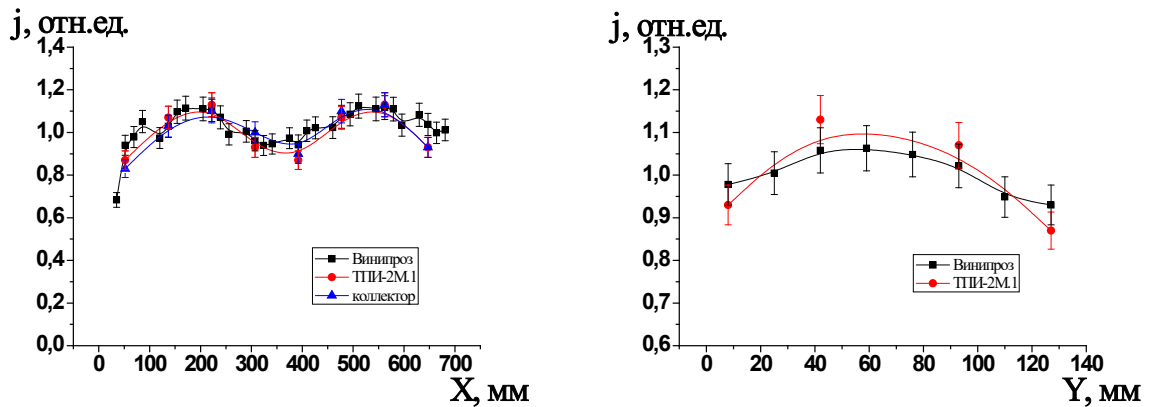 j, отн.ед.
1,4
1,2
1,0
0,8
0,6
0,4
0,2
0,0
0 100 200 300 400 500 600 700
X, мм
Винипроз
ТПИ-2М.1
коллектор
j, отн.ед.
1,3
1,2
1,1
1,0
0,9
0,8
0,7
0,6
0 20 40 60 80 100 120 140
Y, мм
Винипроз
ТПИ-2М.1